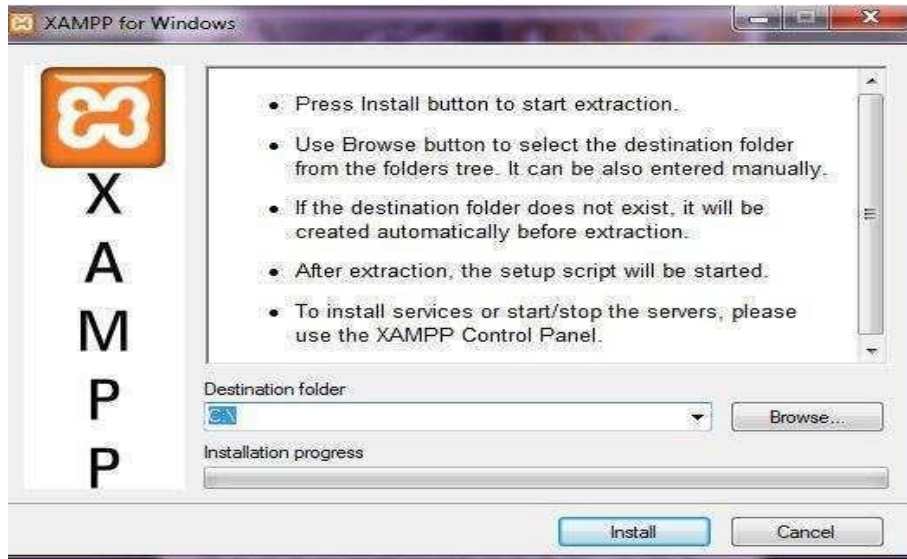 XAMPP for Windows
X
A
M
P
P
• Press Install button to start extraction.
• Use Browse button to select the destination folder
from the folders tree. It can be also entered manually.
• If the destination folder does not exist, it will be
created automatically before extraction.
• After extraction, the setup script will be started.
• To install services or start/stop the servers, please
use the XAMPP Control Panel.
Destination folder
C:\
Browse...
Installation progress
Install
Cancel